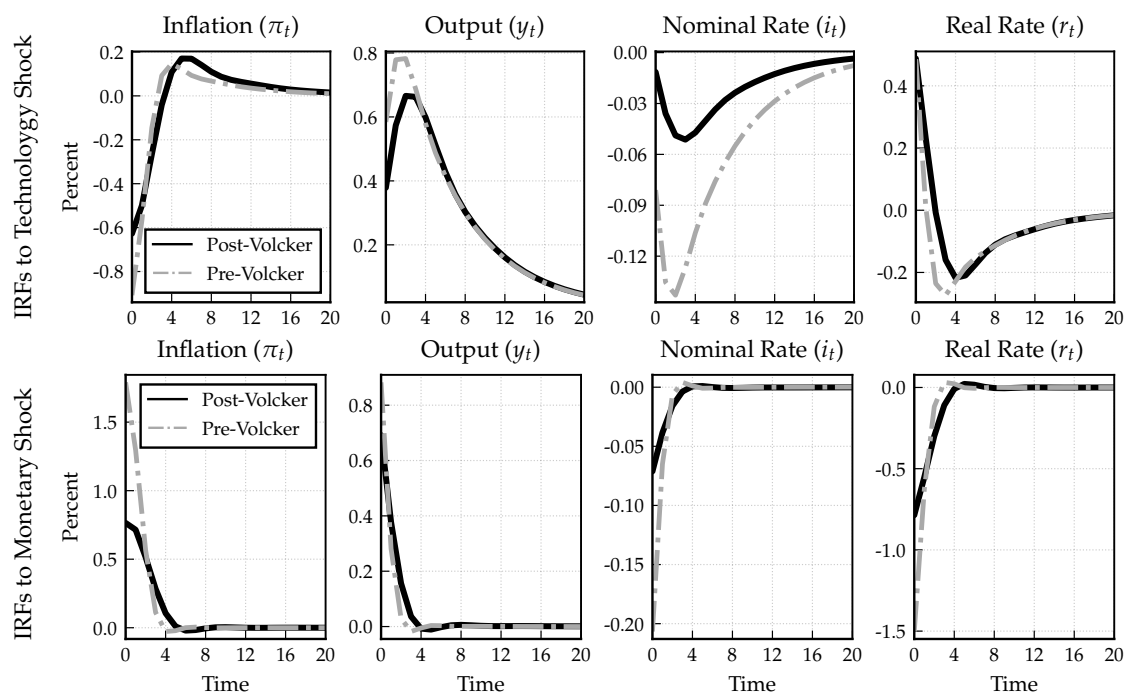 Inflation (π_t) Output (y_t) Nominal Rate (i_t) Real Rate (r_t)
IRFs to Technoloygy Shock
Percent
0.2
0.0
-0.2
-0.4
-0.6
-0.8
Post-Volcker
Pre-Volcker
0 4 8 12 16 20
0.8
0.6
0.4
0.2
0 4 8 12 16 20
0.00
-0.03
-0.06
-0.09
-0.12
0 4 8 12 16 20
0.4
0.2
0.0
-0.2
0 4 8 12 16 20
Inflation (π_t) Output (y_t) Nominal Rate (i_t) Real Rate (r_t)
IRFs to Monetary Shock
Percent
1.5
1.0
0.5
0.0
Post-Volcker
Pre-Volcker
0 4 8 12 16 20
Time
0.8
0.6
0.4
0.2
0.0
0 4 8 12 16 20
Time
0.00
-0.05
-0.10
-0.15
-0.20
0 4 8 12 16 20
Time
0.0
-0.5
-1.0
-1.5
0 4 8 12 16 20
Time